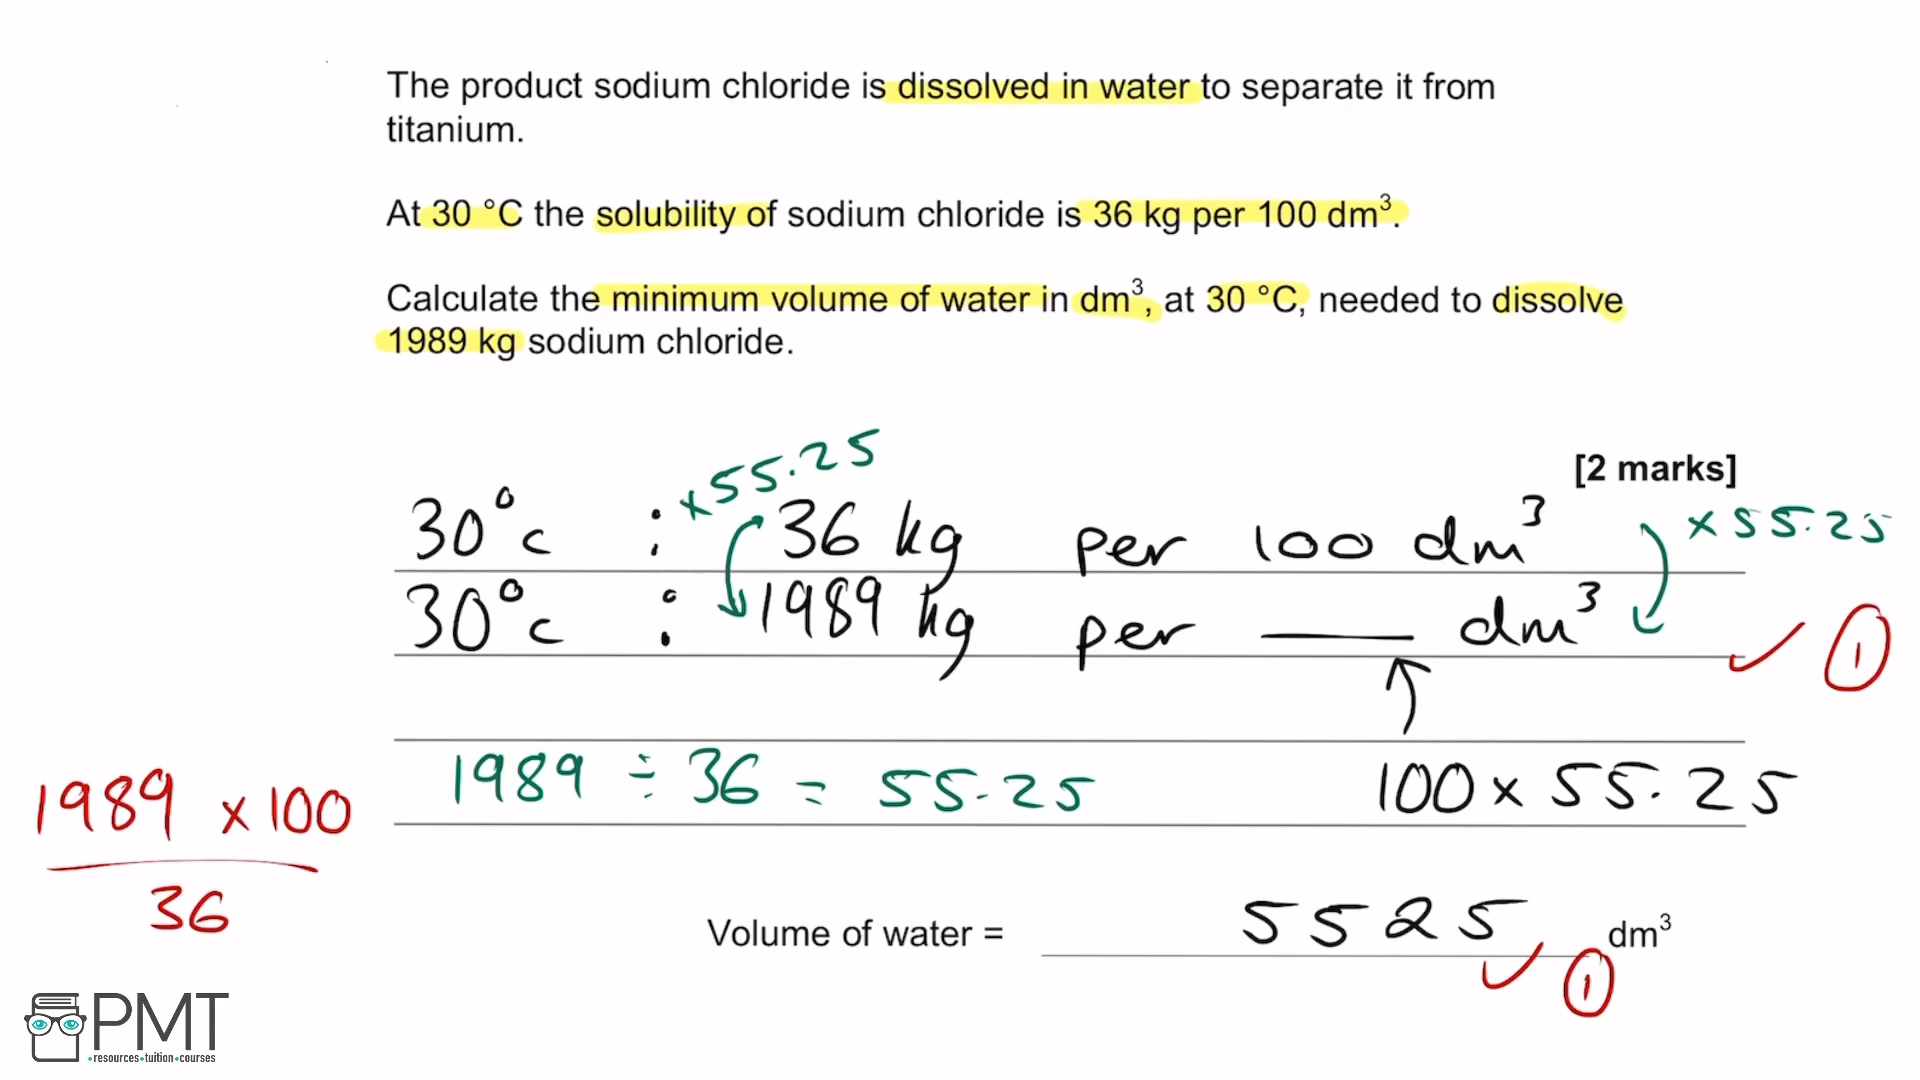 The product sodium chloride is dissolved in water to separate it from
titanium.
At 30 °C the solubility of sodium chloride is 36 kg per 100 dm³.
Calculate the minimum volume of water in dm³, at 30 °C, needed to dissolve
1989 kg sodium chloride.
[2 marks]
×55.25
30°c : 36 kg per 100 dm³
×55.25
30°c : 1989 kg per ____ dm³
✓ 1
↑
1989 ÷ 36 = 55.25
100 × 55.25
1989 × 100
36
Volume of water = 5525 dm³
✓ 1
PMT
•resources•tuition•courses